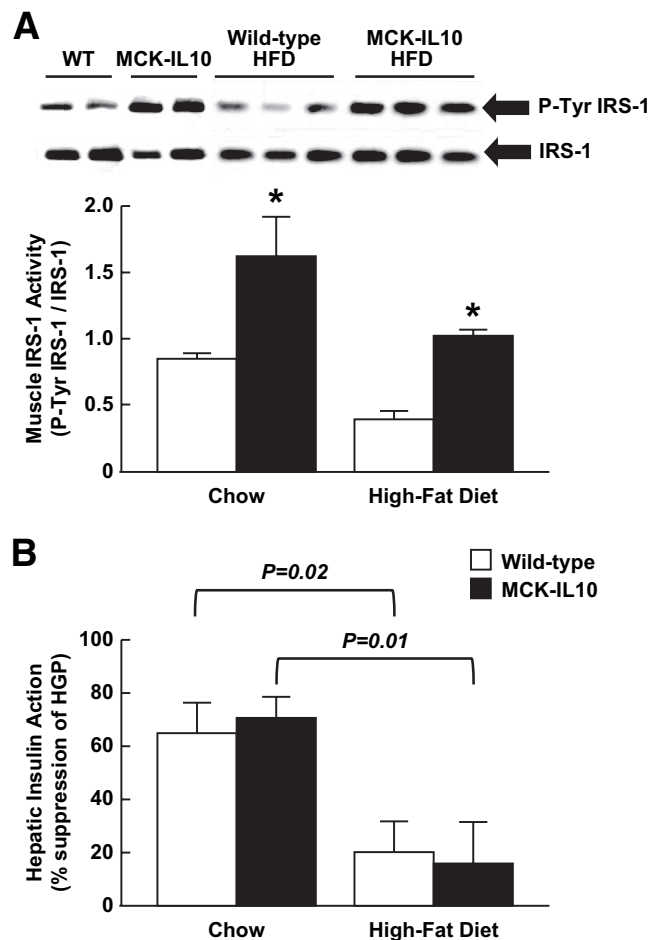 A
WT
MCK-IL10
Wild-type
HFD
MCK-IL10
HFD
P-Tyr IRS-1
IRS-1
Muscle IRS-1 Activity
(P-Tyr IRS-1 / IRS-1)
2.0
1.5
1.0
0.5
0
*
*
Chow
High-Fat Diet
B
Wild-type
MCK-IL10
P=0.02
P=0.01
Hepatic Insulin Action
(% suppression of HGP)
100
80
60
40
20
0
Chow
High-Fat Diet